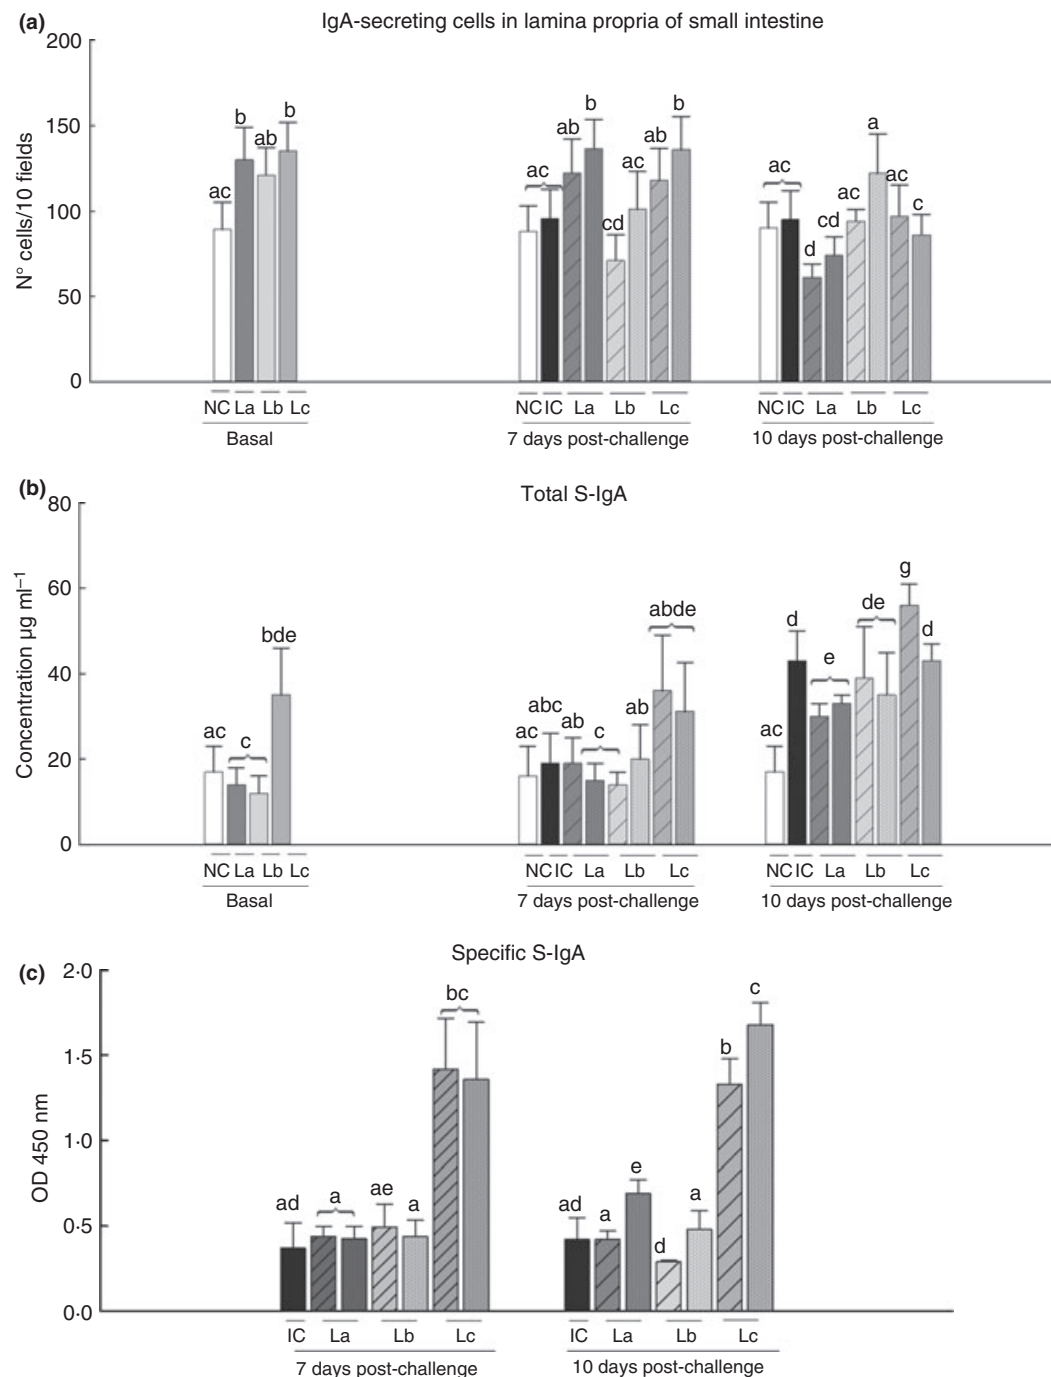 (a)
IgA-secreting cells in lamina propria of small intestine
200
150
100
50
0
N° cells/10 fields
ac b ab b
ac ab b cd ac ab b
ac d cd ac a ac c
NC La Lb Lc
Basal
NC IC La Lb Lc
7 days post-challenge
NC IC La Lb Lc
10 days post-challenge
(b)
Total S-IgA
80
60
40
20
0
Concentration µg ml−1
ac c bde
ac abc ab c ab abde
ac d e de g d
NC La Lb Lc
Basal
NC IC La Lb Lc
7 days post-challenge
NC IC La Lb Lc
10 days post-challenge
(c)
Specific S-IgA
2·0
1·5
1·0
0·5
0·0
OD 450 nm
ad a ae a bc
ad a e d a b c
IC La Lb Lc
7 days post-challenge
IC La Lb Lc
10 days post-challenge